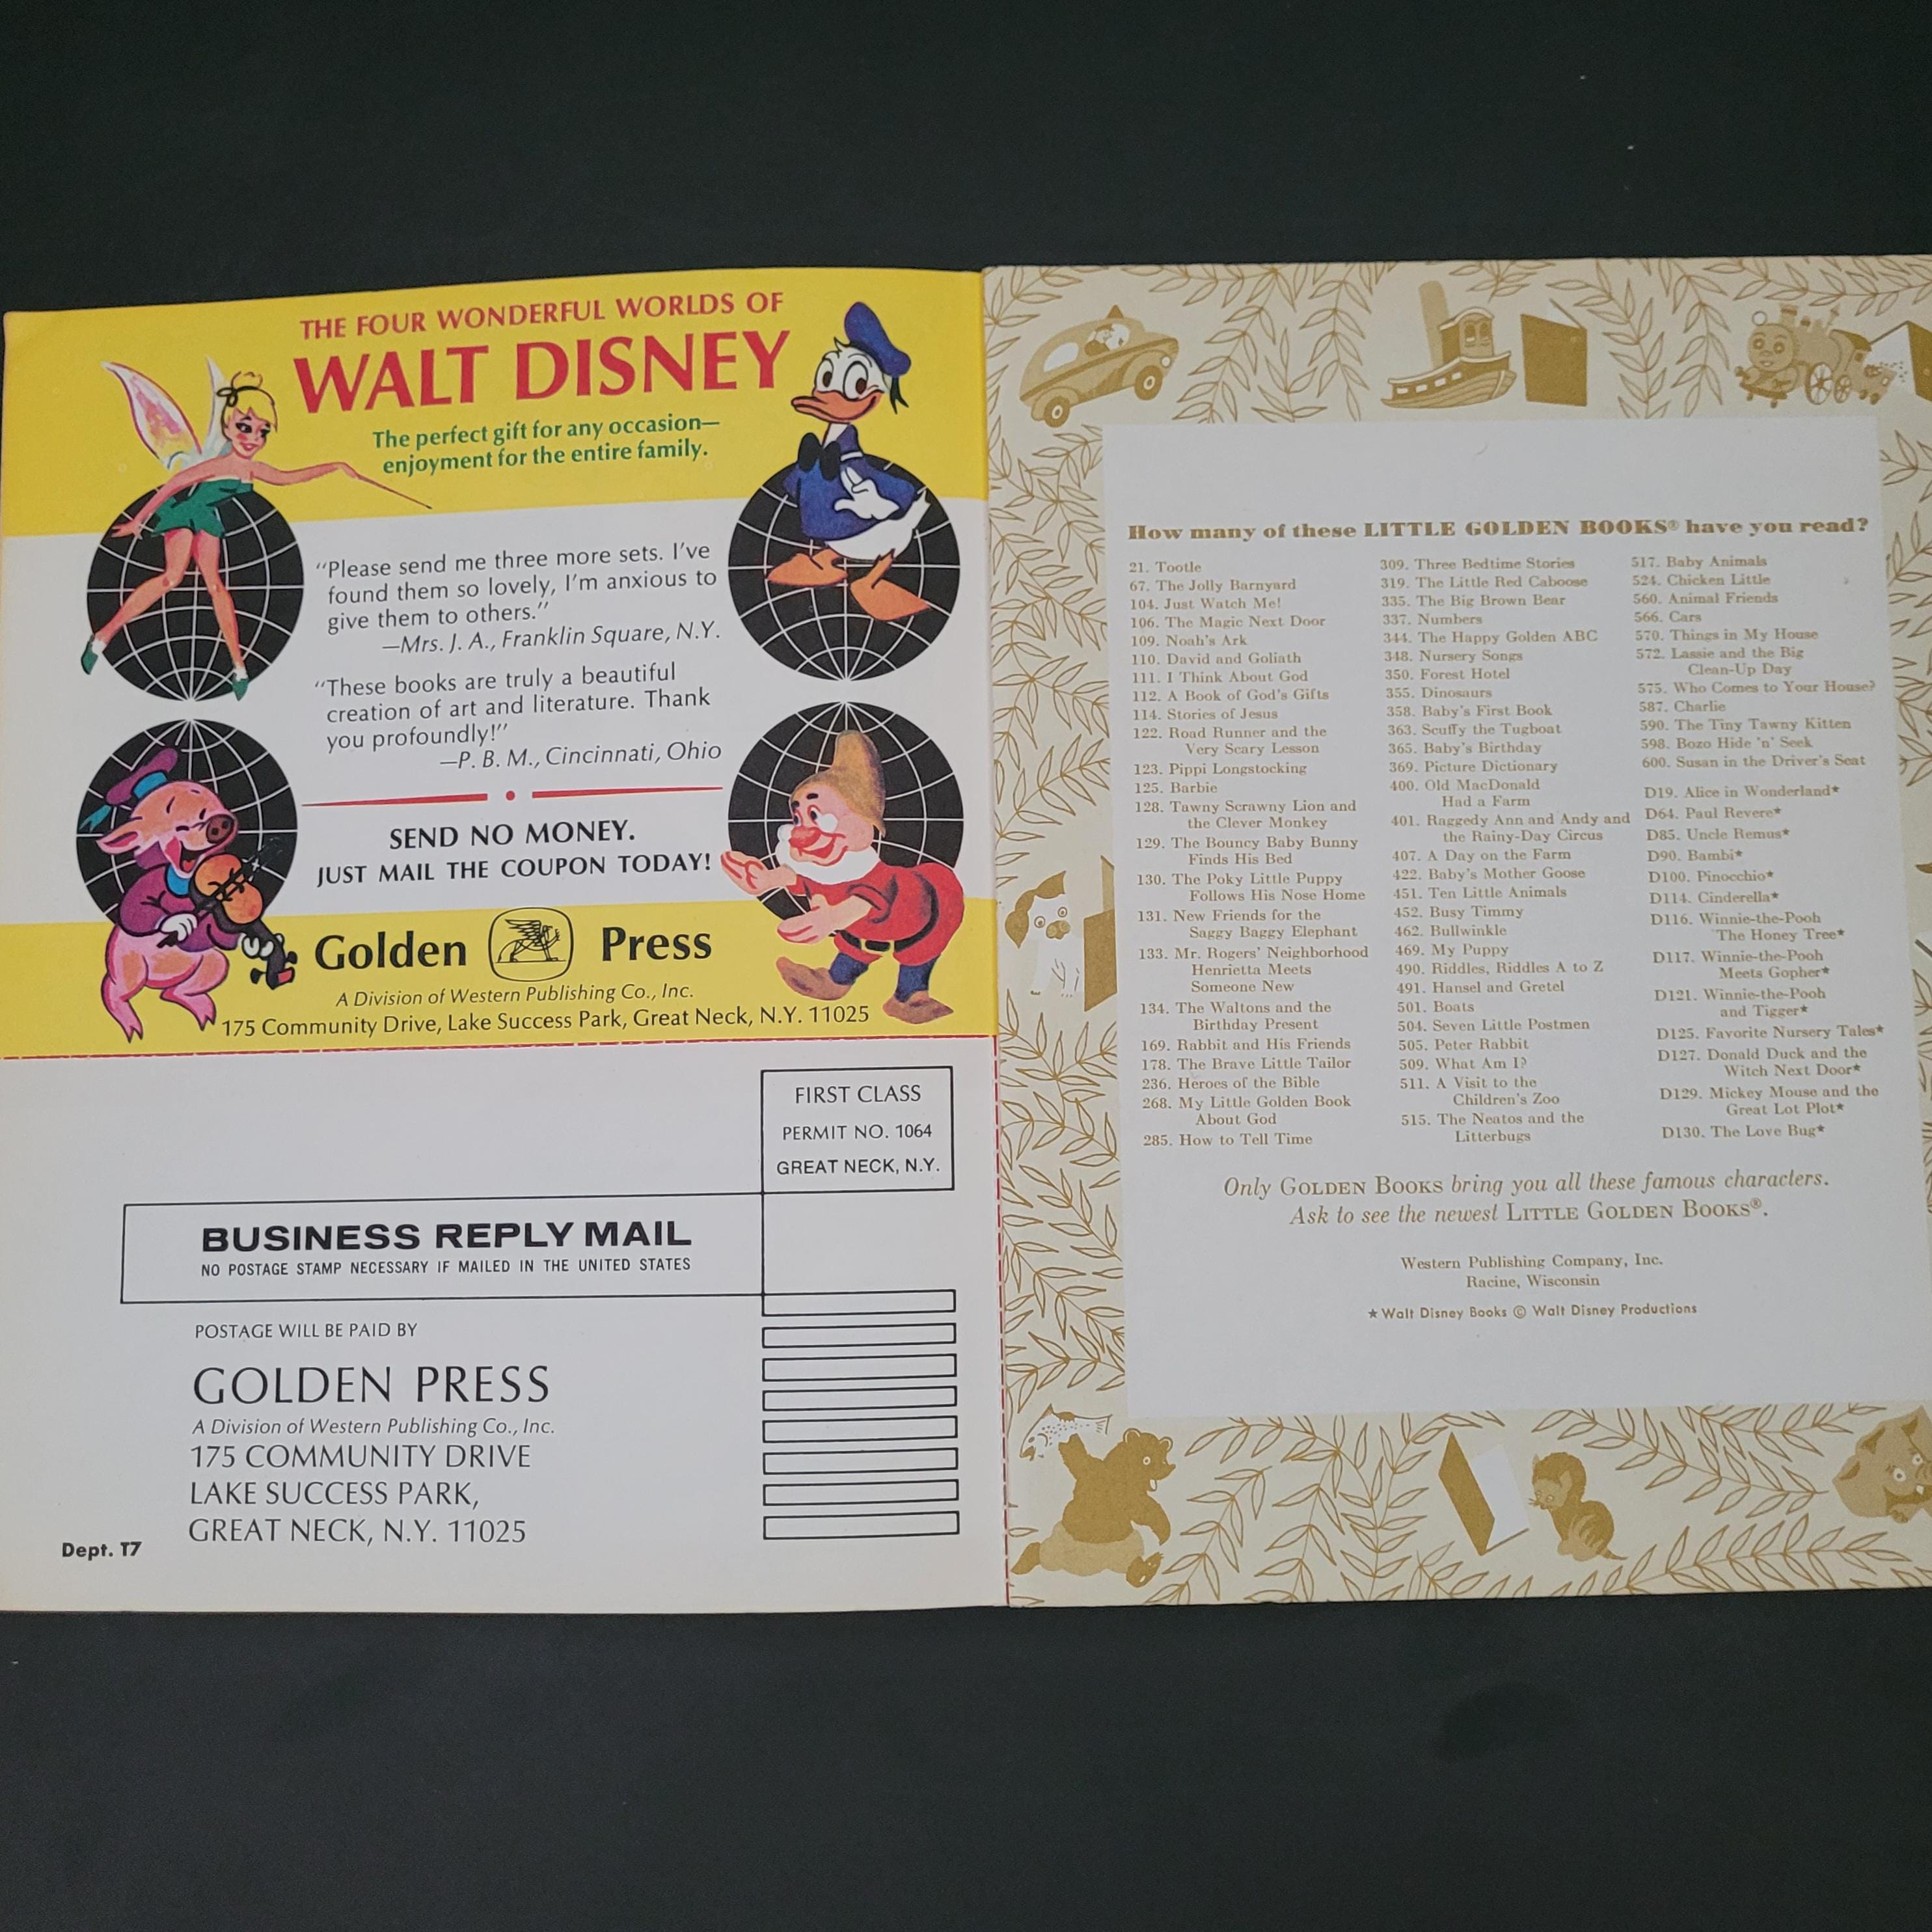 THE FOUR WONDERFUL WORLDS OF
WALT DISNEY
The perfect gift for any occasion—
enjoyment for the entire family.
“Please send me three more sets. I’ve
found them so lovely, I’m anxious to
give them to others.”
—Mrs. J. A., Franklin Square, N.Y.
“These books are truly a beautiful
creation of art and literature. Thank
you profoundly!”
—P. B. M., Cincinnati, Ohio
SEND NO MONEY.
JUST MAIL THE COUPON TODAY!
Golden Press
A Division of Western Publishing Co., Inc.
175 Community Drive, Lake Success Park, Great Neck, N.Y. 11025
FIRST CLASS
PERMIT NO. 1064
GREAT NECK, N.Y.
BUSINESS REPLY MAIL
NO POSTAGE STAMP NECESSARY IF MAILED IN THE UNITED STATES
POSTAGE WILL BE PAID BY
GOLDEN PRESS
A Division of Western Publishing Co., Inc.
175 COMMUNITY DRIVE
LAKE SUCCESS PARK,
GREAT NECK, N.Y. 11025
Dept. T7
How many of these LITTLE GOLDEN BOOKS® have you read?
21. Tootle
67. The Jolly Barnyard
104. Just Watch Me!
106. The Magic Next Door
109. Noah's Ark
110. David and Goliath
111. I Think About God
112. A Book of God's Gifts
114. Stories of Jesus
122. Road Runner and the
Very Scary Lesson
123. Pippi Longstocking
125. Barbie
128. Tawny Scrawny Lion and
the Clever Monkey
129. The Bouncy Baby Bunny
Finds His Bed
130. The Poky Little Puppy
Follows His Nose Home
131. New Friends for the
Saggy Baggy Elephant
133. Mr. Rogers' Neighborhood
Henrietta Meets
Someone New
134. The Waltons and the
Birthday Present
169. Rabbit and His Friends
178. The Brave Little Tailor
236. Heroes of the Bible
268. My Little Golden Book
About God
285. How to Tell Time
309. Three Bedtime Stories
319. The Little Red Caboose
335. The Big Brown Bear
337. Numbers
344. The Happy Golden ABC
348. Nursery Songs
350. Forest Hotel
355. Dinosaurs
358. Baby's First Book
363. Scuffy the Tugboat
365. Baby's Birthday
369. Picture Dictionary
400. Old MacDonald
Had a Farm
401. Raggedy Ann and Andy and
the Rainy-Day Circus
407. A Day on the Farm
422. Baby's Mother Goose
451. Ten Little Animals
452. Busy Timmy
462. Bullwinkle
469. My Puppy
490. Riddles, Riddles A to Z
491. Hansel and Gretel
501. Boats
504. Seven Little Postmen
505. Peter Rabbit
509. What Am I?
511. A Visit to the
Children's Zoo
515. The Neatos and the
Litterbugs
517. Baby Animals
524. Chicken Little
560. Animal Friends
566. Cars
570. Things in My House
572. Lassie and the Big
Clean-Up Day
575. Who Comes to Your House?
587. Charlie
590. The Tiny Tawny Kitten
598. Bozo Hide 'n' Seek
600. Susan in the Driver's Seat
D19. Alice in Wonderland★
D64. Paul Revere★
D85. Uncle Remus★
D90. Bambi★
D100. Pinocchio★
D114. Cinderella★
D116. Winnie-the-Pooh
The Honey Tree★
D117. Winnie-the-Pooh
Meets Gopher★
D121. Winnie-the-Pooh
and Tigger★
D125. Favorite Nursery Tales★
D127. Donald Duck and the
Witch Next Door★
D129. Mickey Mouse and the
Great Lot Plot★
D130. The Love Bug★
Only GOLDEN BOOKS bring you all these famous characters.
Ask to see the newest LITTLE GOLDEN BOOKS®.
Western Publishing Company, Inc.
Racine, Wisconsin
★Walt Disney Books © Walt Disney Productions